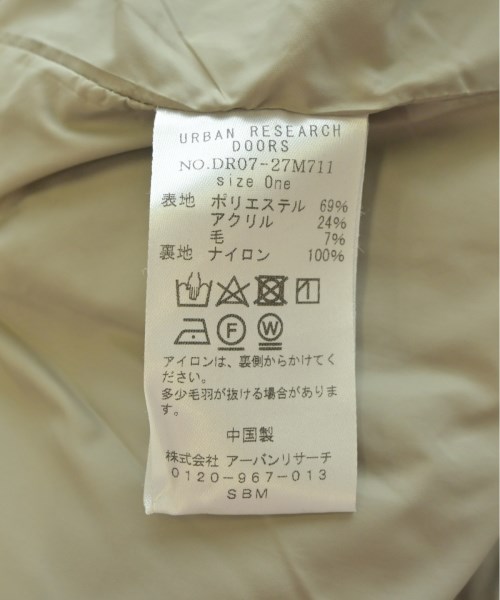 URBAN RESEARCH
DOORS
NO.DR07-27M711
size One
表地 ポリエステル 69%
アクリル 24%
毛 7%
裏地 ナイロン 100%
F W
アイロンは、裏側からかけてく
ださい。
多少毛羽が抜ける場合がありま
す。
中国製
株式会社 アーバンリサーチ
0120-967-013
SBM